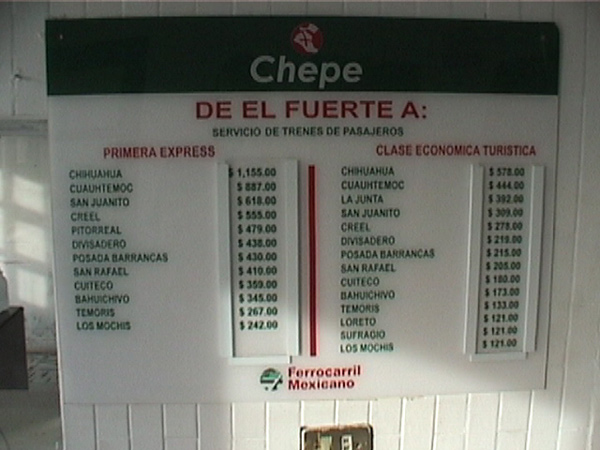 Chepe
DE EL FUERTE A:
SERVICIO DE TRENES DE PASAJEROS
PRIMERA EXPRESS
CHIHUAHUA $ 1,155.00
CUAUHTEMOC $ 887.00
SAN JUANITO $ 618.00
CREEL $ 555.00
PITORREAL $ 479.00
DIVISADERO $ 438.00
POSADA BARRANCAS $ 430.00
SAN RAFAEL $ 410.00
CUITECO $ 359.00
BAHUICHIVO $ 345.00
TEMORIS $ 267.00
LOS MOCHIS $ 242.00
CLASE ECONOMICA TURISTICA
CHIHUAHUA $ 578.00
CUAUHTEMOC $ 444.00
LA JUNTA $ 392.00
SAN JUANITO $ 309.00
CREEL $ 278.00
DIVISADERO $ 219.00
POSADA BARRANCAS $ 215.00
SAN RAFAEL $ 205.00
CUITECO $ 180.00
BAHUICHIVO $ 173.00
TEMORIS $ 133.00
LORETO $ 121.00
SUFRAGIO $ 121.00
LOS MOCHIS $ 121.00
Ferrocarril
Mexicano